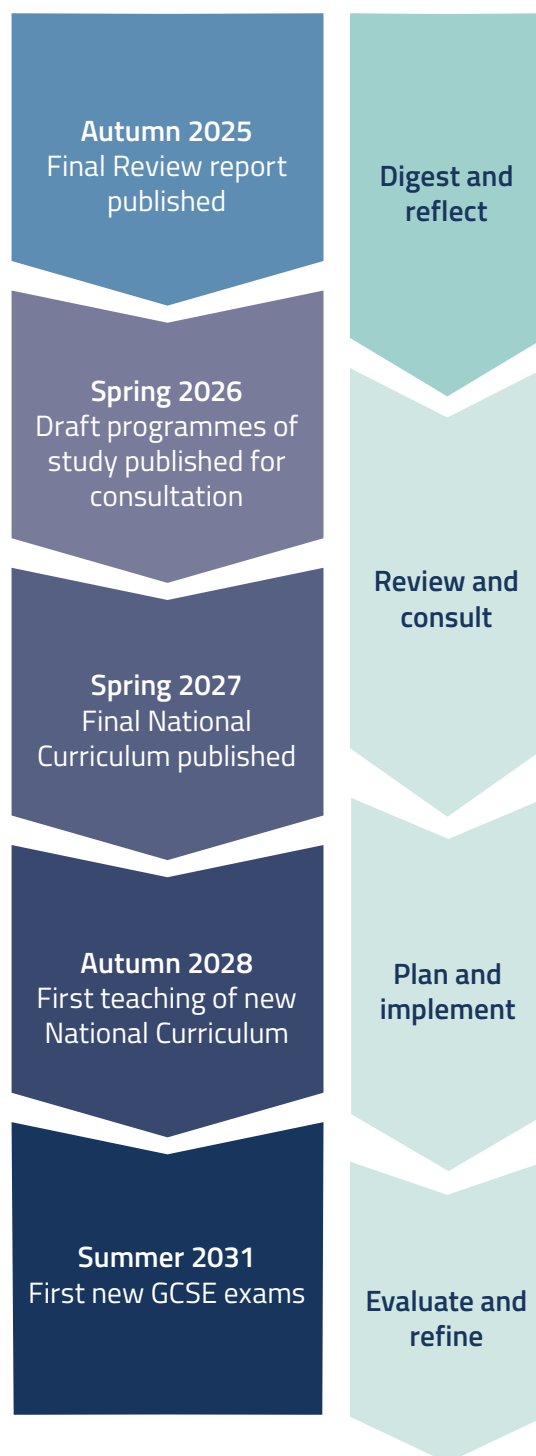 Autumn 2025
Final Review report
published
Digest and
reflect
Spring 2026
Draft programmes of
study published for
consultation
Review and
consult
Spring 2027
Final National
Curriculum published
Autumn 2028
First teaching of new
National Curriculum
Plan and
implement
Summer 2031
First new GCSE exams
Evaluate and
refine